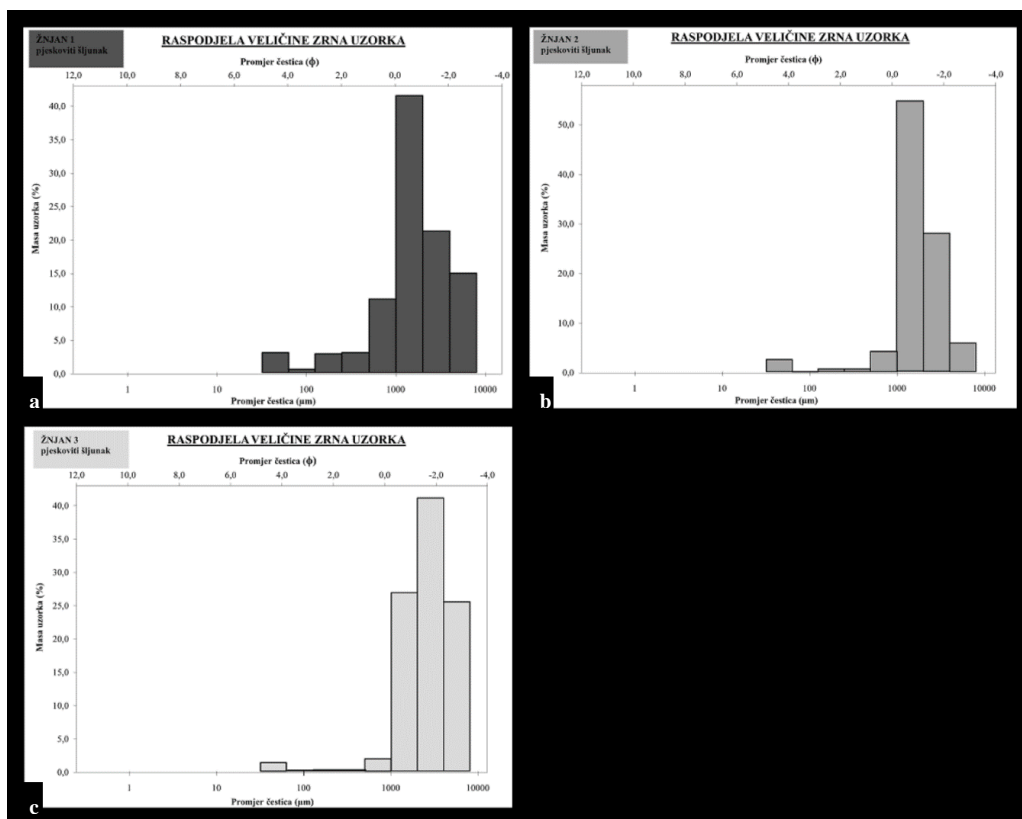 ŽNJAN 1
pjeskoviti šljunak
RASPODJELA VELIČINE ZRNA UZORKA
Promjer čestica (ϕ)
12,0 10,0 8,0 6,0 4,0 2,0 0,0 -2,0 -4,0
Masa uzorka (%)
40,0
35,0
30,0
25,0
20,0
15,0
10,0
5,0
0,0
1 10 100 1000 10000
Promjer čestica (µm)
a
ŽNJAN 2
pjeskoviti šljunak
RASPODJELA VELIČINE ZRNA UZORKA
Promjer čestica (ϕ)
12,0 10,0 8,0 6,0 4,0 2,0 0,0 -2,0 -4,0
Masa uzorka (%)
50,0
40,0
30,0
20,0
10,0
0,0
1 10 100 1000 10000
Promjer čestica (µm)
b
ŽNJAN 3
pjeskoviti šljunak
RASPODJELA VELIČINE ZRNA UZORKA
Promjer čestica (ϕ)
12,0 10,0 8,0 6,0 4,0 2,0 0,0 -2,0 -4,0
Masa uzorka (%)
40,0
35,0
30,0
25,0
20,0
15,0
10,0
5,0
0,0
1 10 100 1000 10000
Promjer čestica (µm)
c